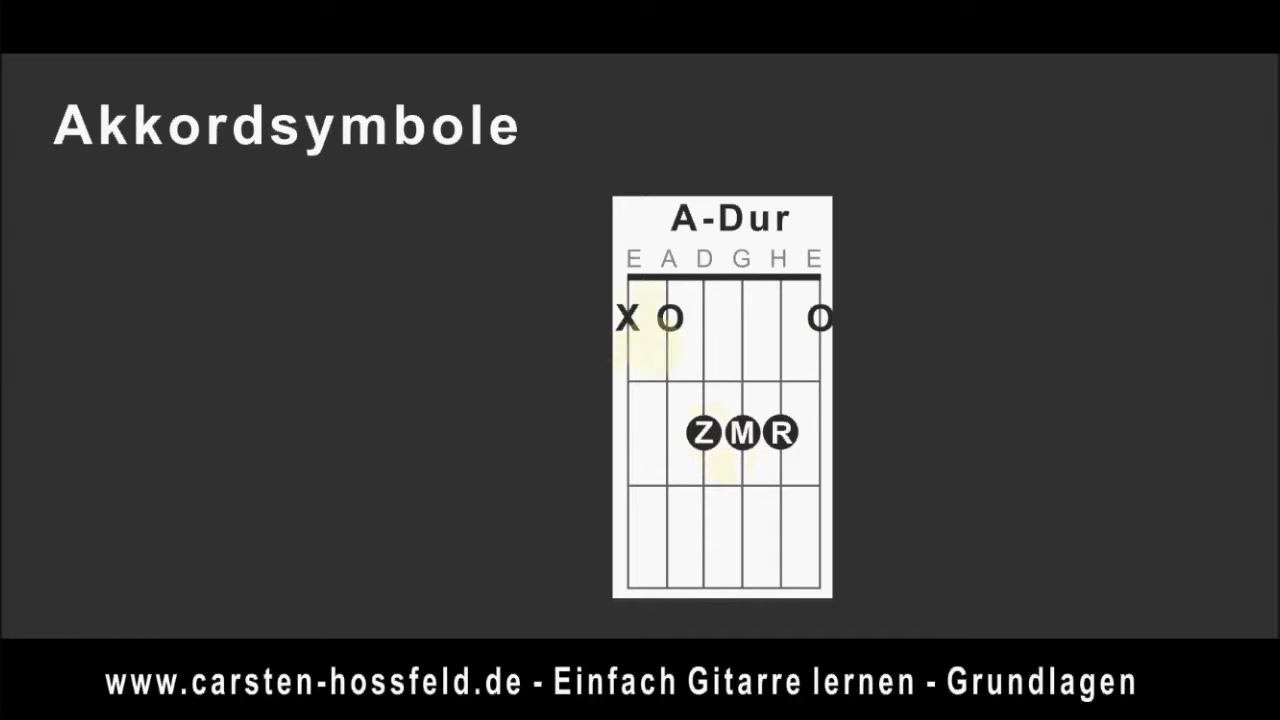 Akkordsymbole
A-Dur
E A D G H E
X O O
Z M R
www.carsten-hossfeld.de - Einfach Gitarre lernen - Grundlagen